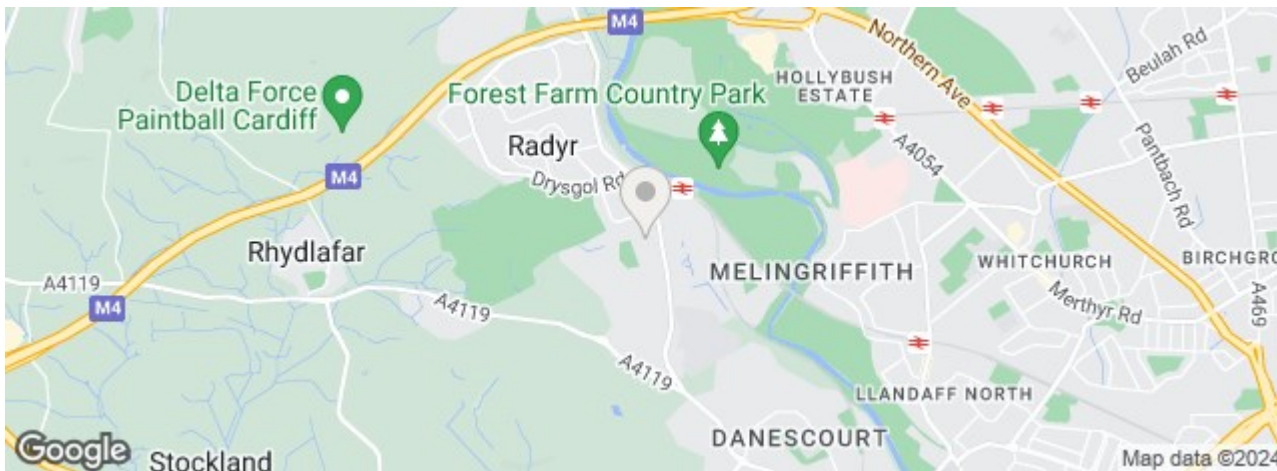 M4
Northern Ave
Beulah Rd
HOLLYBUSH
ESTATE
Delta Force
Paintball Cardiff
Forest Farm Country Park
A4054
Pantbach Rd
Radyr
M4
Drysgol Rd
Rhydlafar
MELINGRIFFITH
WHITCHURCH
BIRCHGRO
A4119
M4
A4119
Merthyr Rd
A469
A4119
LLANDAFF NORTH
DANESCOURT
Google
Stockland
Map data ©2024